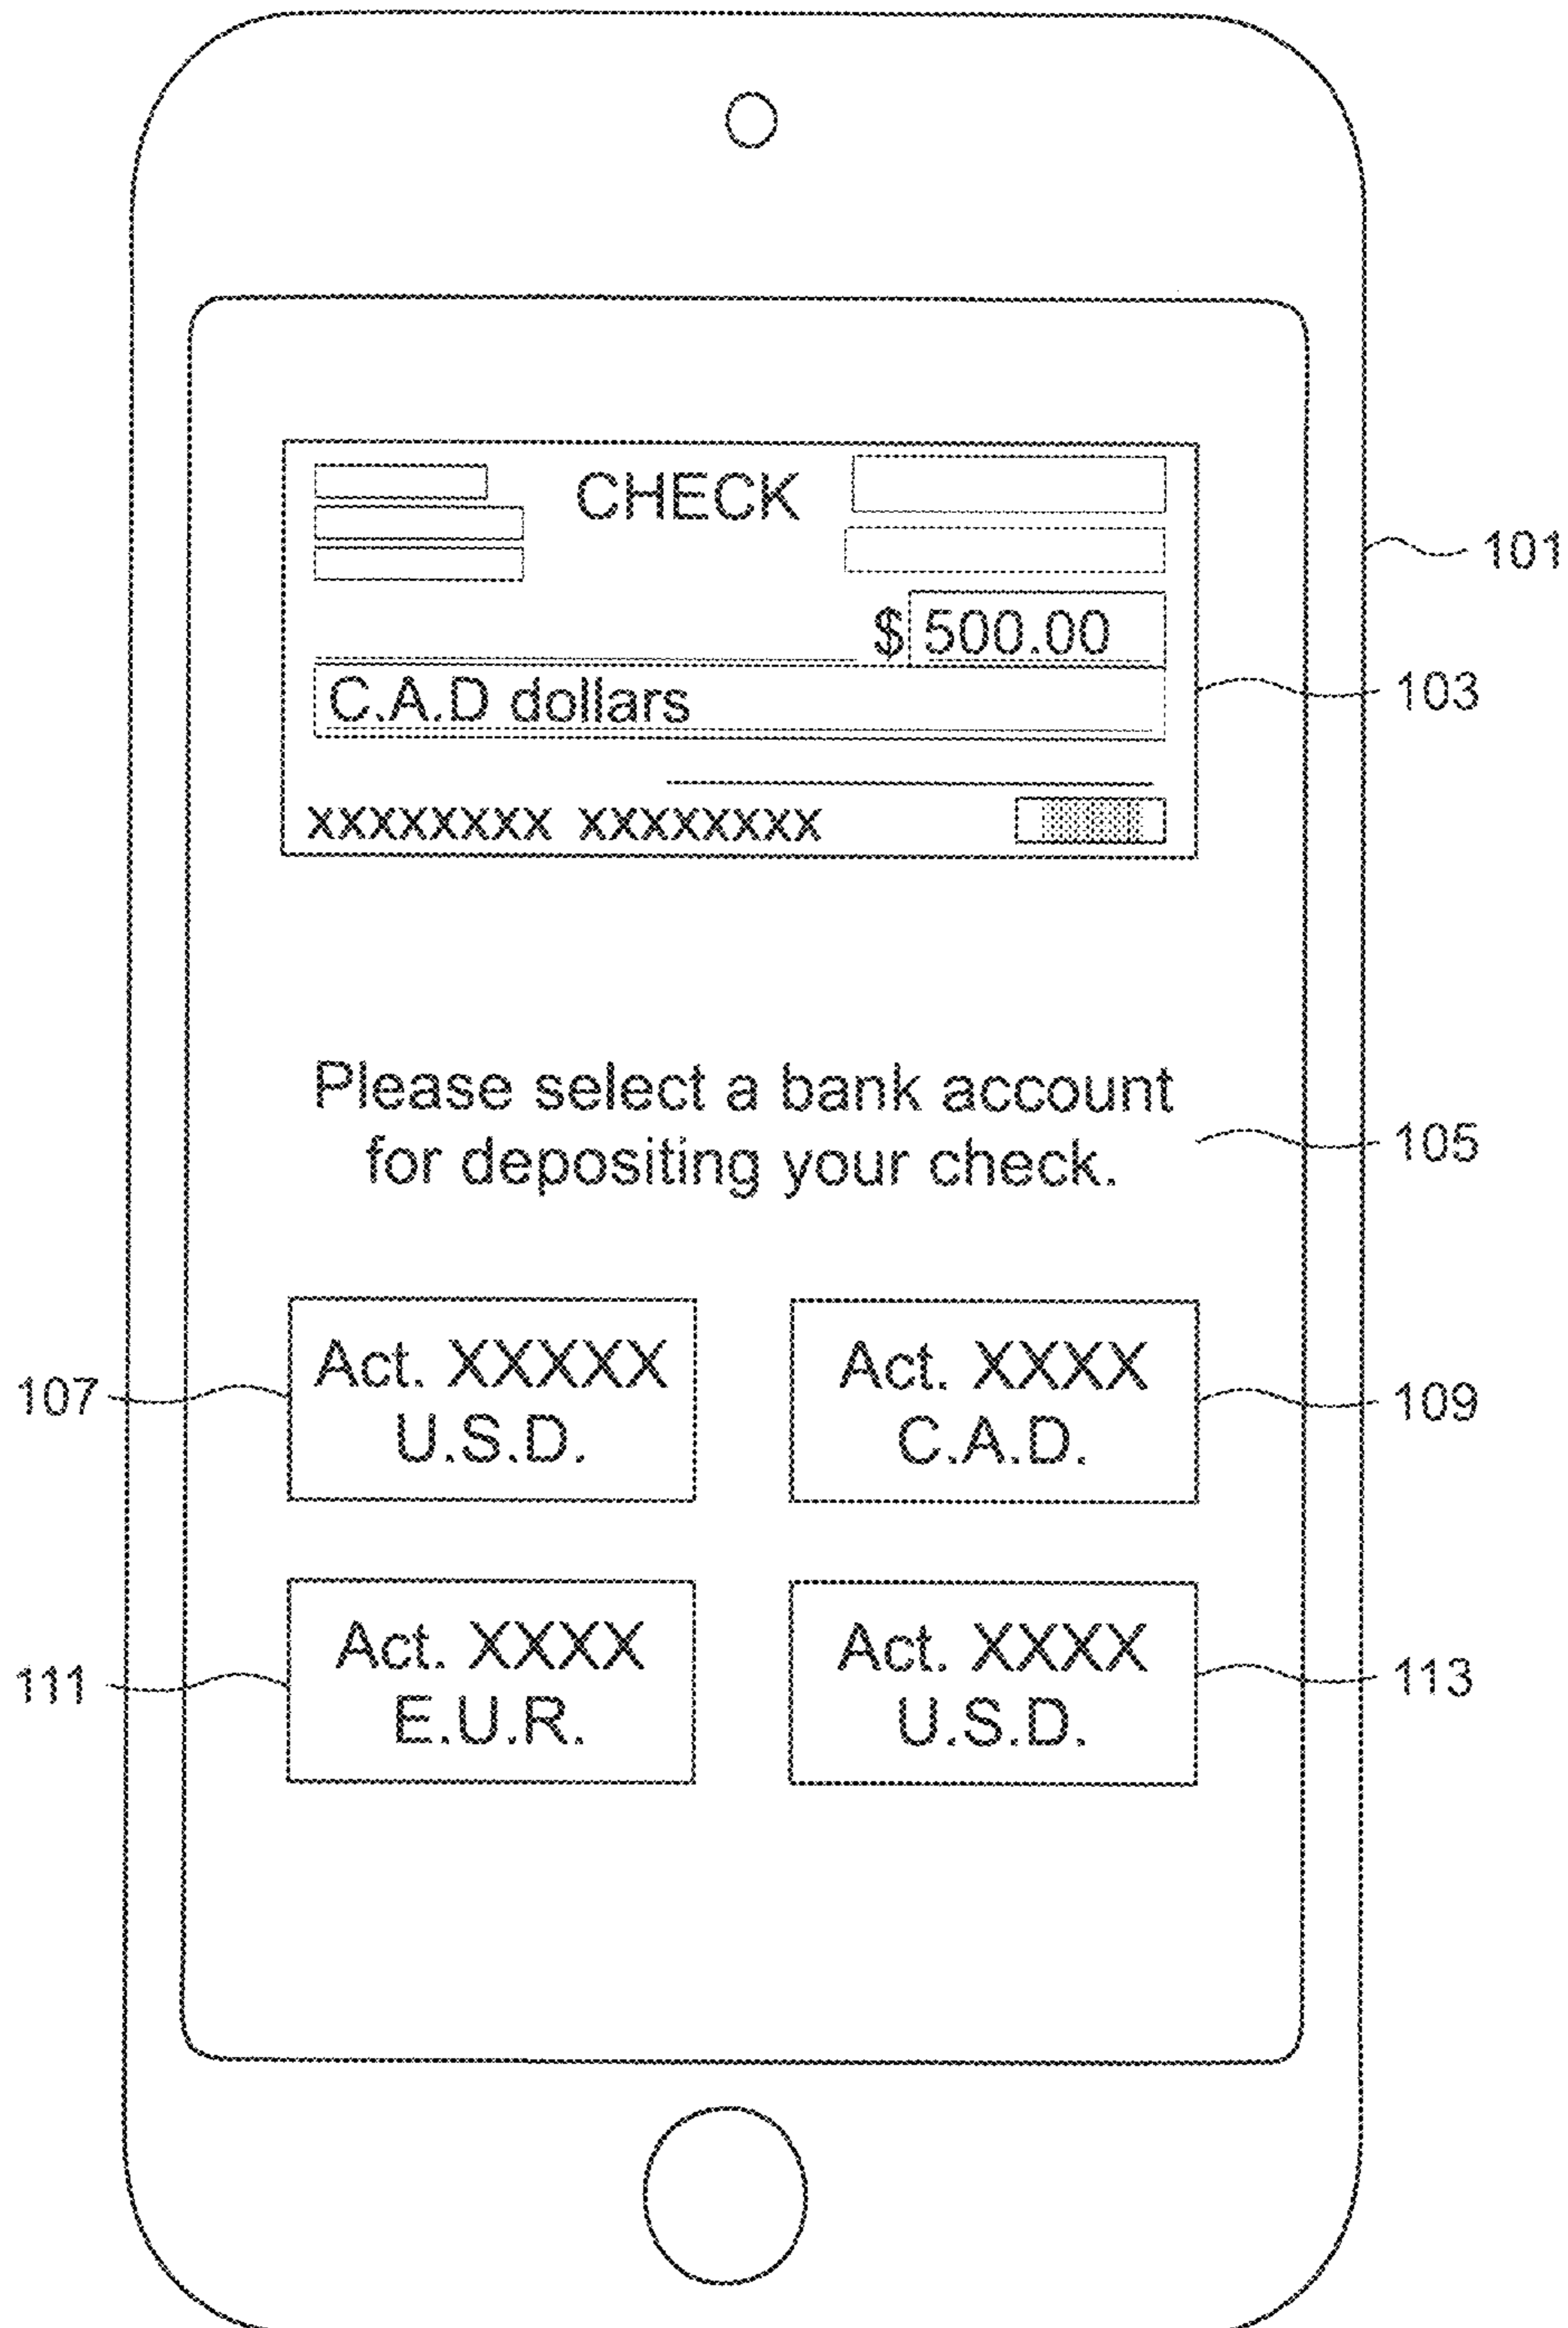 CHECK
101
$ 500.00
C.A.D dollars
103
XXXXXXXX XXXXXXXX
Please select a bank account
for depositing your check.
105
107
Act. XXXXX
U.S.D.
Act. XXXX
C.A.D.
109
111
Act. XXXX
E.U.R.
Act. XXXX
U.S.D.
113